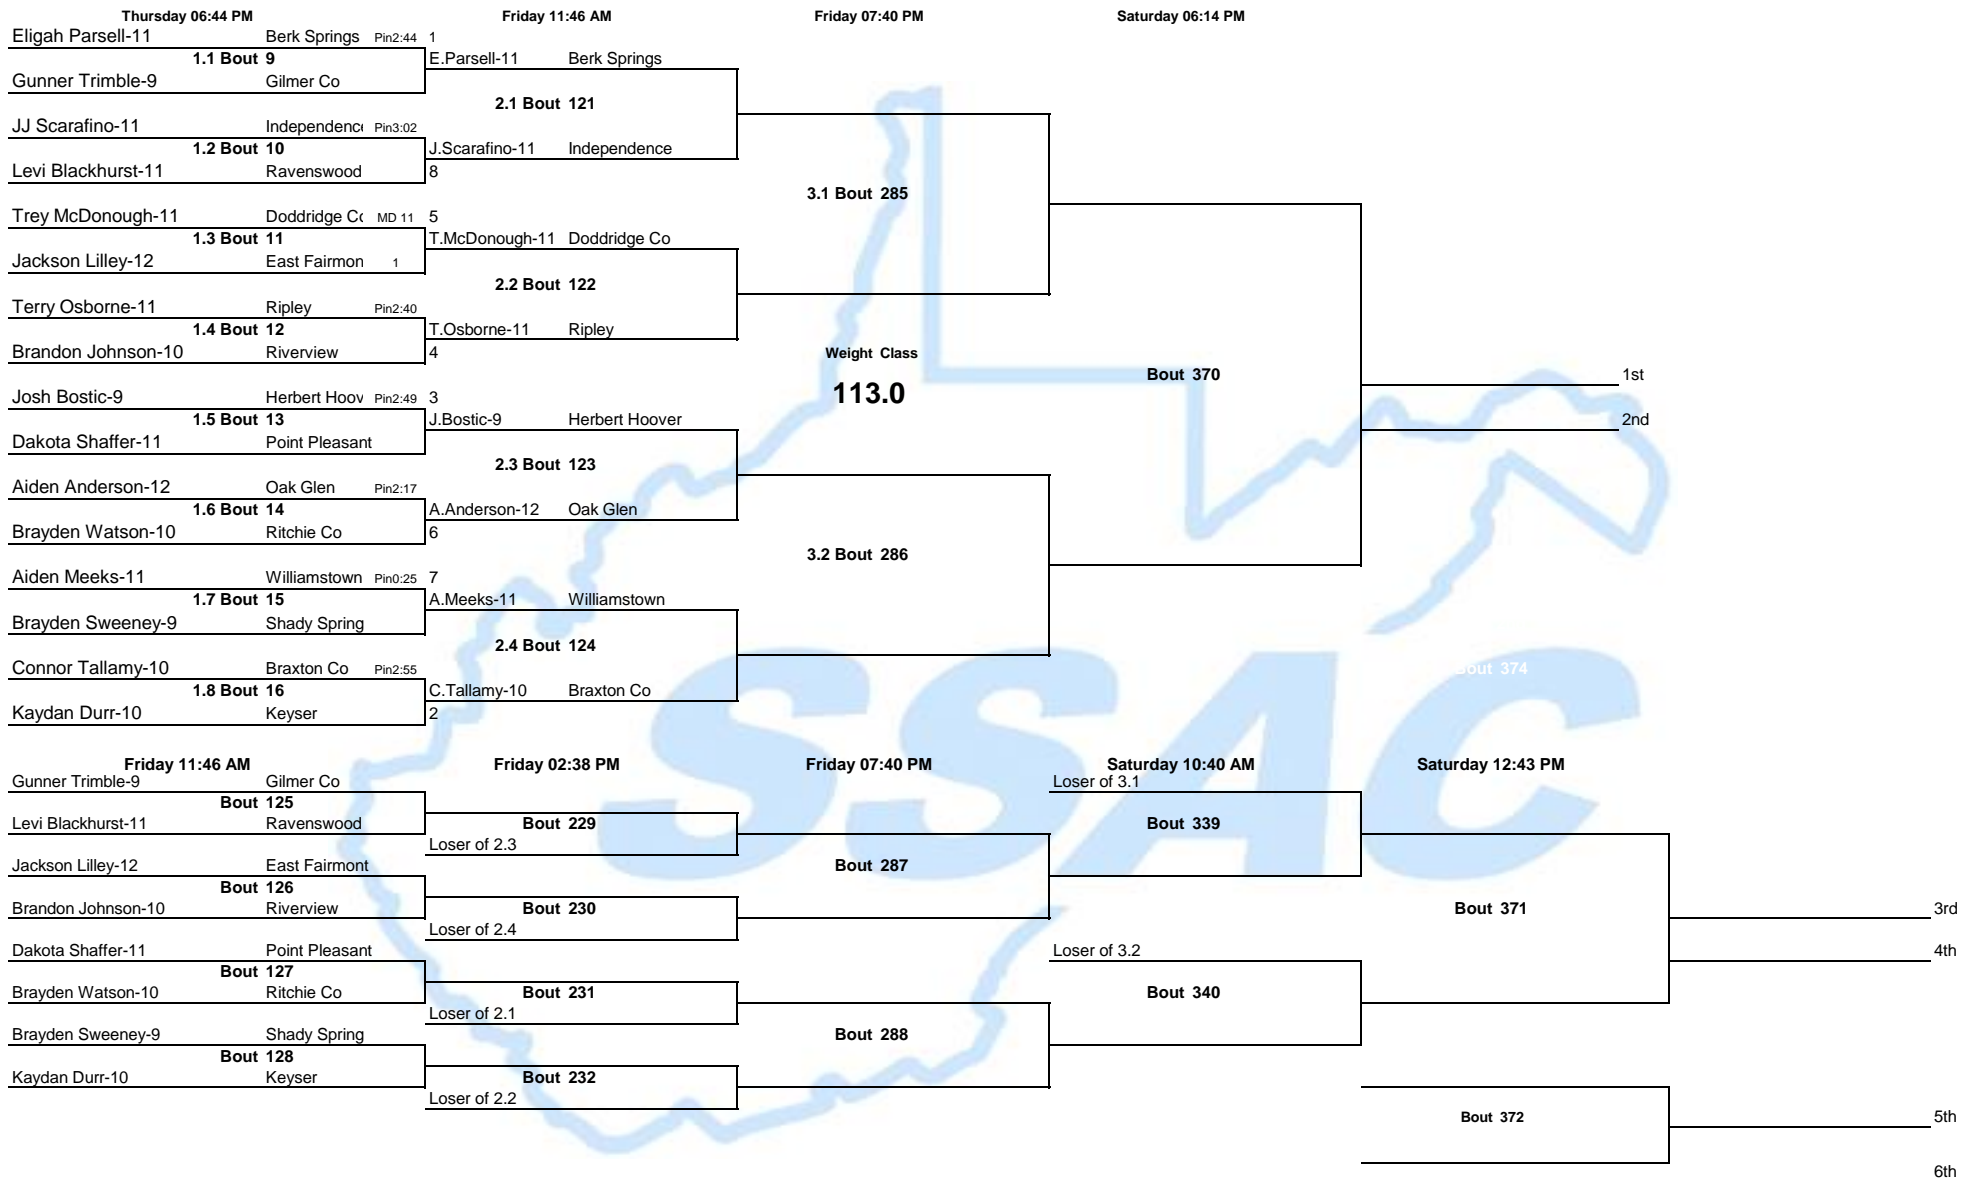 Thursday 06:44 PM Friday 11:46 AM Friday 07:40 PM Saturday 06:14 PM
Eligah Parsell-11 Berk Springs Pin2:44 1
1.1 Bout 9 E.Parsell-11 Berk Springs
Gunner Trimble-9 Gilmer Co
2.1 Bout 121
JJ Scarafino-11 Independenc Pin3:02
1.2 Bout 10 J.Scarafino-11 Independence
Levi Blackhurst-11 Ravenswood 8
3.1 Bout 285
Trey McDonough-11 Doddridge Co MD 11 5
1.3 Bout 11 T.McDonough-11 Doddridge Co
Jackson Lilley-12 East Fairmon 1
2.2 Bout 122
Terry Osborne-11 Ripley Pin2:40
1.4 Bout 12 T.Osborne-11 Ripley
Brandon Johnson-10 Riverview 4
Weight Class
113.0
Bout 370 1st
2nd
Josh Bostic-9 Herbert Hoov Pin2:49 3
1.5 Bout 13 J.Bostic-9 Herbert Hoover
Dakota Shaffer-11 Point Pleasant
2.3 Bout 123
Aiden Anderson-12 Oak Glen Pin2:17
1.6 Bout 14 A.Anderson-12 Oak Glen
Brayden Watson-10 Ritchie Co 6
3.2 Bout 286
Aiden Meeks-11 Williamstown Pin0:25 7
1.7 Bout 15 A.Meeks-11 Williamstown
Brayden Sweeney-9 Shady Spring
2.4 Bout 124
Connor Tallamy-10 Braxton Co Pin2:55 Bout 374
1.8 Bout 16 C.Tallamy-10 Braxton Co
Kaydan Durr-10 Keyser 2
SSAC
Friday 11:46 AM Friday 02:38 PM Friday 07:40 PM Saturday 10:40 AM Saturday 12:43 PM
Gunner Trimble-9 Gilmer Co Loser of 3.1
Bout 125
Levi Blackhurst-11 Ravenswood Bout 229 Bout 339
Loser of 2.3
Jackson Lilley-12 East Fairmont Bout 287
Bout 126
Brandon Johnson-10 Riverview Bout 230 Bout 371 3rd
Loser of 2.4
Dakota Shaffer-11 Point Pleasant Loser of 3.2 4th
Bout 127
Brayden Watson-10 Ritchie Co Bout 231 Bout 340
Loser of 2.1
Brayden Sweeney-9 Shady Spring Bout 288
Bout 128
Kaydan Durr-10 Keyser Bout 232
Loser of 2.2
Bout 372 5th
6th